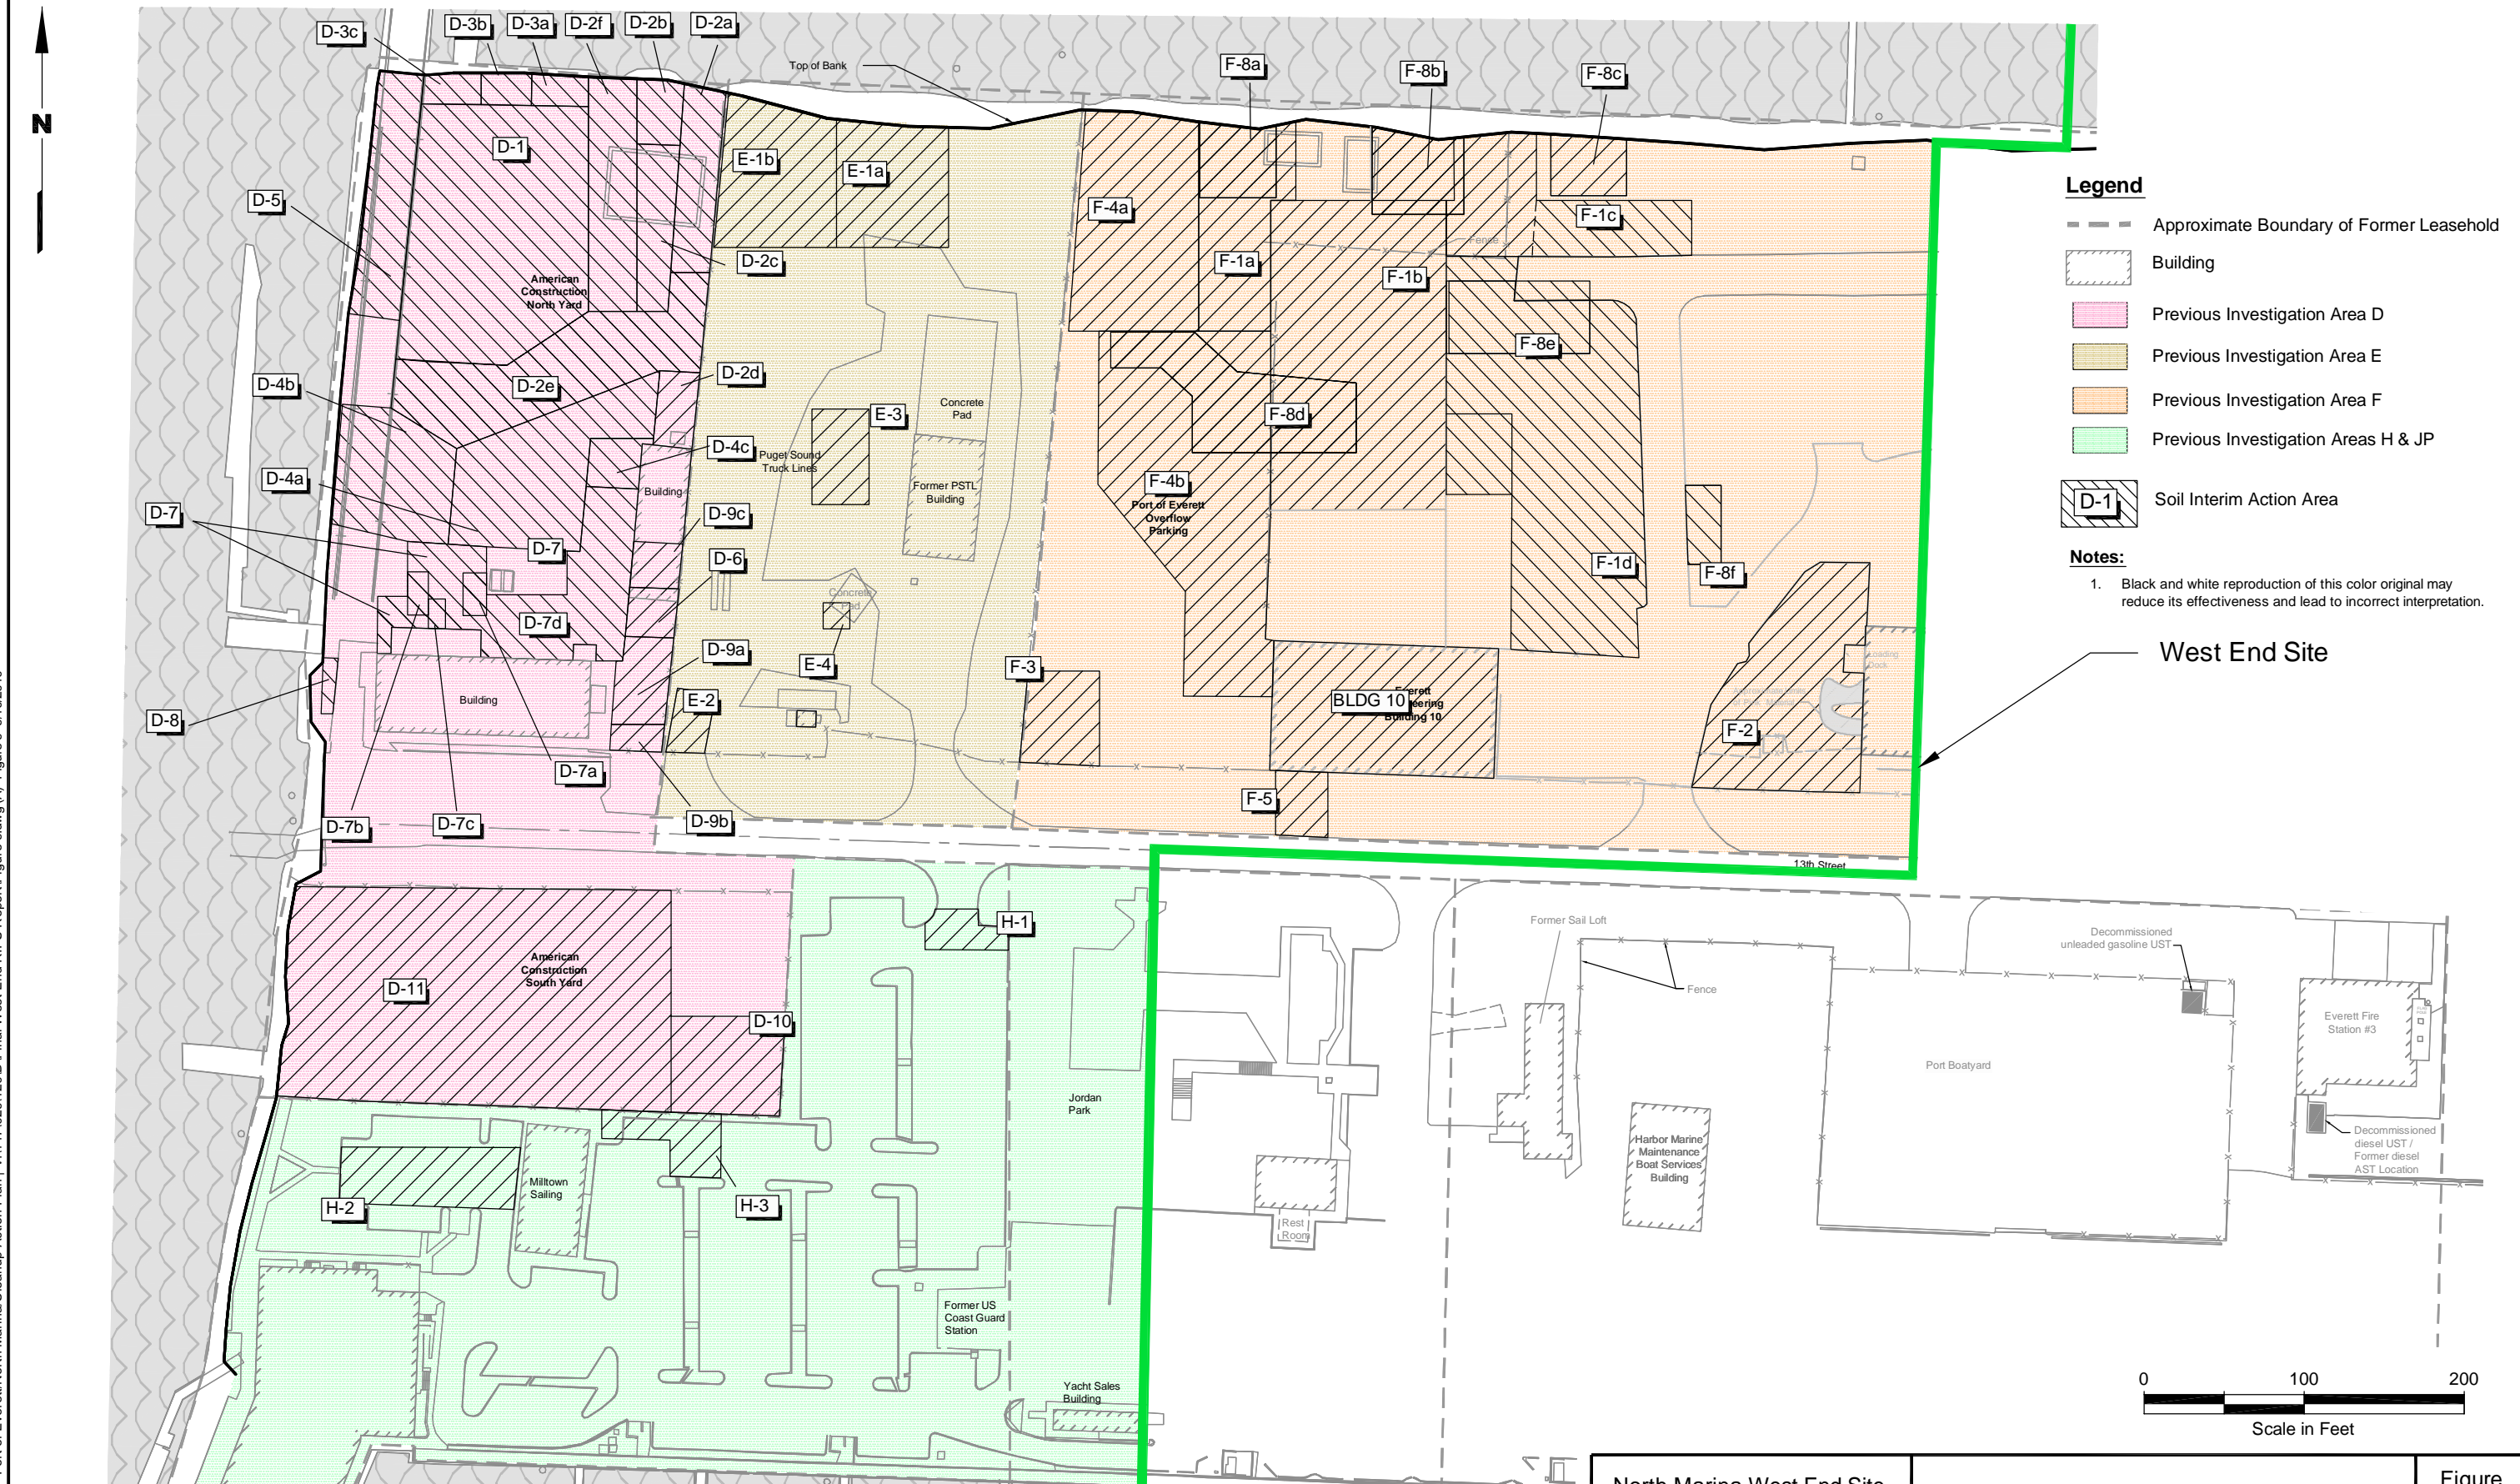 D-3c
D-3b
D-3a
D-2f
D-2b
D-2a
Top of Bank
F-8a
F-8b
F-8c
N
D-1
E-1b
E-1a
D-5
F-4a
F-1c
Fence
D-2c
F-1a
F-1b
American
Construction
North Yard
F-8e
D-4b
D-2e
D-2d
E-3
Concrete
Pad
F-8d
D-4c
Puget Sound
Truck Lines
D-4a
Building
Former PSTL
Building
F-4b
Port of Everett
Overflow
Parking
D-7
D-9c
D-7
D-6
F-1d
F-8f
Concrete
Pad
D-7d
D-9a
E-4
F-3
Loading
Dock
Building
E-2
BLDG 10
Building 10
D-8
F-2
D-7a
F-5
D-7b
D-7c
D-9b
13th Street
Legend
Approximate Boundary of Former Leasehold
Building
Previous Investigation Area D
Previous Investigation Area E
Previous Investigation Area F
Previous Investigation Areas H & JP
D-1
Soil Interim Action Area
Notes:
1. Black and white reproduction of this color original may
reduce its effectiveness and lead to incorrect interpretation.
West End Site
H-1
Former Sail Loft
Decommissioned
unleaded gasoline UST
American
Construction
South Yard
D-11
Fence
D-10
Everett Fire
Station #3
Port Boatyard
Jordan
Park
Harbor Marine
Maintenance
Boat Services
Building
Decommissioned
diesel UST /
Former diesel
AST Location
Milltown
Sailing
H-2
H-3
Rest
Room
Former US
Coast Guard
Station
Yacht Sales
Building
0 100 200
Scale in Feet
North Marina West End Site
Figure